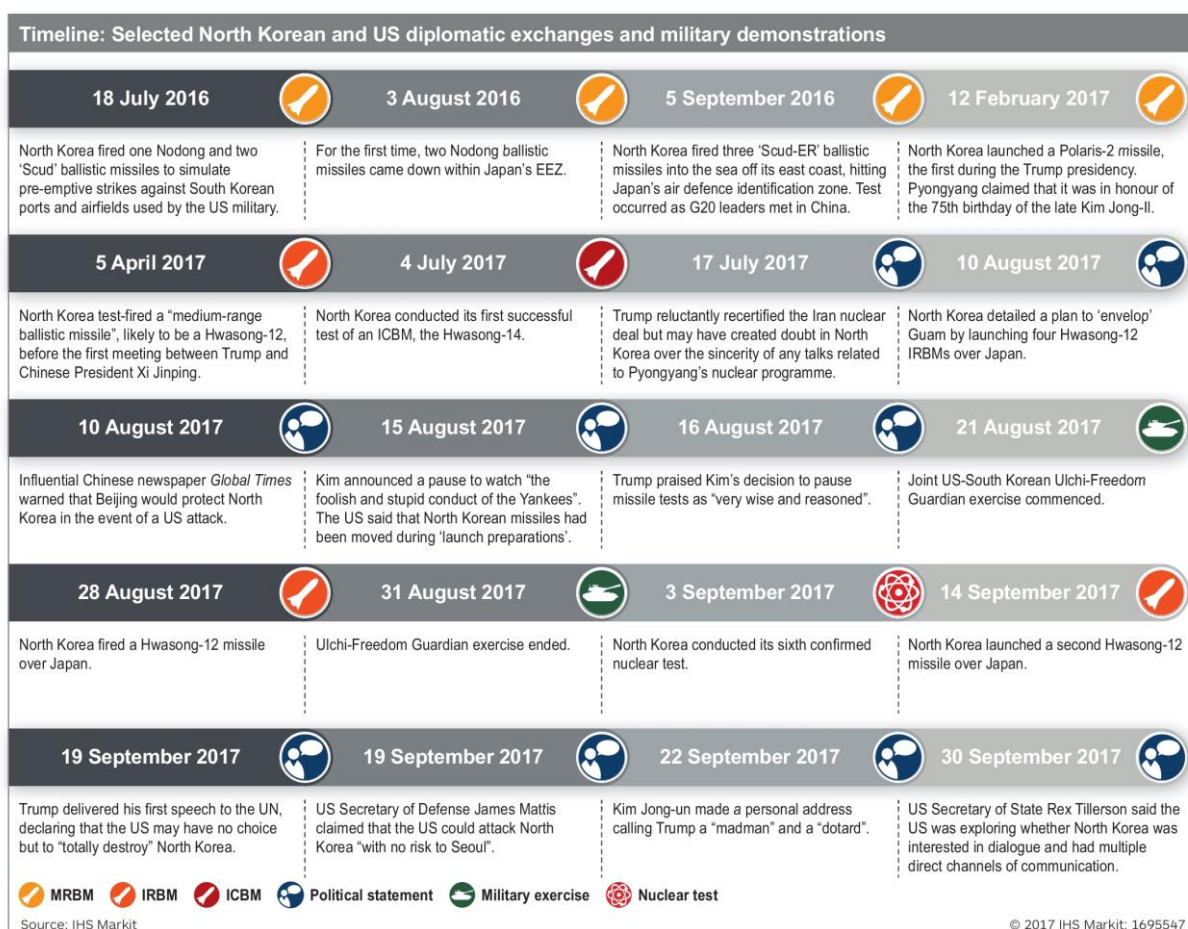 Timeline: Selected North Korean and US diplomatic exchanges and military demonstrations
18 July 2016
3 August 2016
5 September 2016
12 February 2017
North Korea fired one Nodong and two
‘Scud’ ballistic missiles to simulate
pre-emptive strikes against South Korean
ports and airfields used by the US military.
For the first time, two Nodong ballistic
missiles came down within Japan’s EEZ.
North Korea fired three ‘Scud-ER’ ballistic
missiles into the sea off its east coast, hitting
Japan’s air defence identification zone. Test
occurred as G20 leaders met in China.
North Korea launched a Polaris-2 missile,
the first during the Trump presidency.
Pyongyang claimed that it was in honour of
the 75th birthday of the late Kim Jong-Il.
5 April 2017
4 July 2017
17 July 2017
10 August 2017
North Korea test-fired a “medium-range
ballistic missile”, likely to be a Hwasong-12,
before the first meeting between Trump and
Chinese President Xi Jinping.
North Korea conducted its first successful
test of an ICBM, the Hwasong-14.
Trump reluctantly recertified the Iran nuclear
deal but may have created doubt in North
Korea over the sincerity of any talks related
to Pyongyang’s nuclear programme.
North Korea detailed a plan to ‘envelop’
Guam by launching four Hwasong-12
IRBMs over Japan.
10 August 2017
15 August 2017
16 August 2017
21 August 2017
Influential Chinese newspaper Global Times
warned that Beijing would protect North
Korea in the event of a US attack.
Kim announced a pause to watch “the
foolish and stupid conduct of the Yankees”.
The US said that North Korean missiles had
been moved during ‘launch preparations’.
Trump praised Kim’s decision to pause
missile tests as “very wise and reasoned”.
Joint US-South Korean Ulchi-Freedom
Guardian exercise commenced.
28 August 2017
31 August 2017
3 September 2017
14 September 2017
North Korea fired a Hwasong-12 missile
over Japan.
Ulchi-Freedom Guardian exercise ended.
North Korea conducted its sixth confirmed
nuclear test.
North Korea launched a second Hwasong-12
missile over Japan.
19 September 2017
19 September 2017
22 September 2017
30 September 2017
Trump delivered his first speech to the UN,
declaring that the US may have no choice
but to “totally destroy” North Korea.
US Secretary of Defense James Mattis
claimed that the US could attack North
Korea “with no risk to Seoul”.
Kim Jong-un made a personal address
calling Trump a “madman” and a “dotard”.
US Secretary of State Rex Tillerson said the
US was exploring whether North Korea was
interested in dialogue and had multiple
direct channels of communication.
MRBM IRBM ICBM Political statement Military exercise Nuclear test
Source: IHS Markit
© 2017 IHS Markit: 1695547